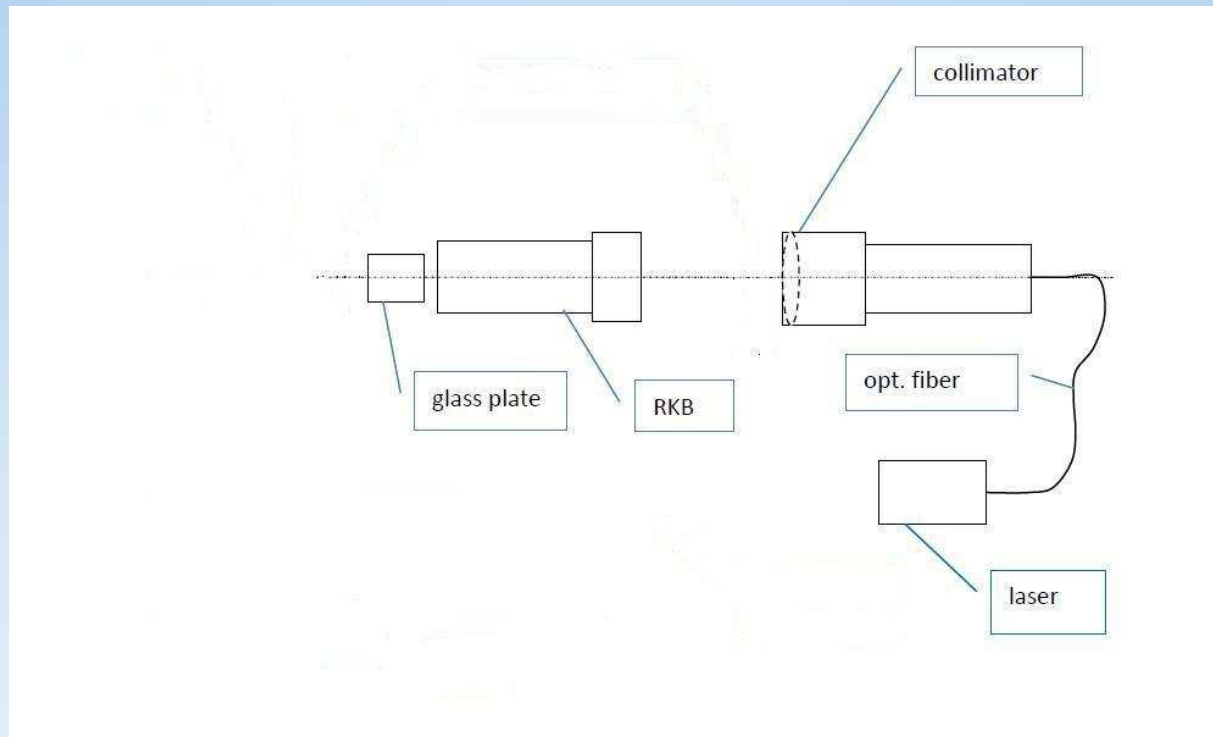 collimator
glass plate
RKB
opt. fiber
laser